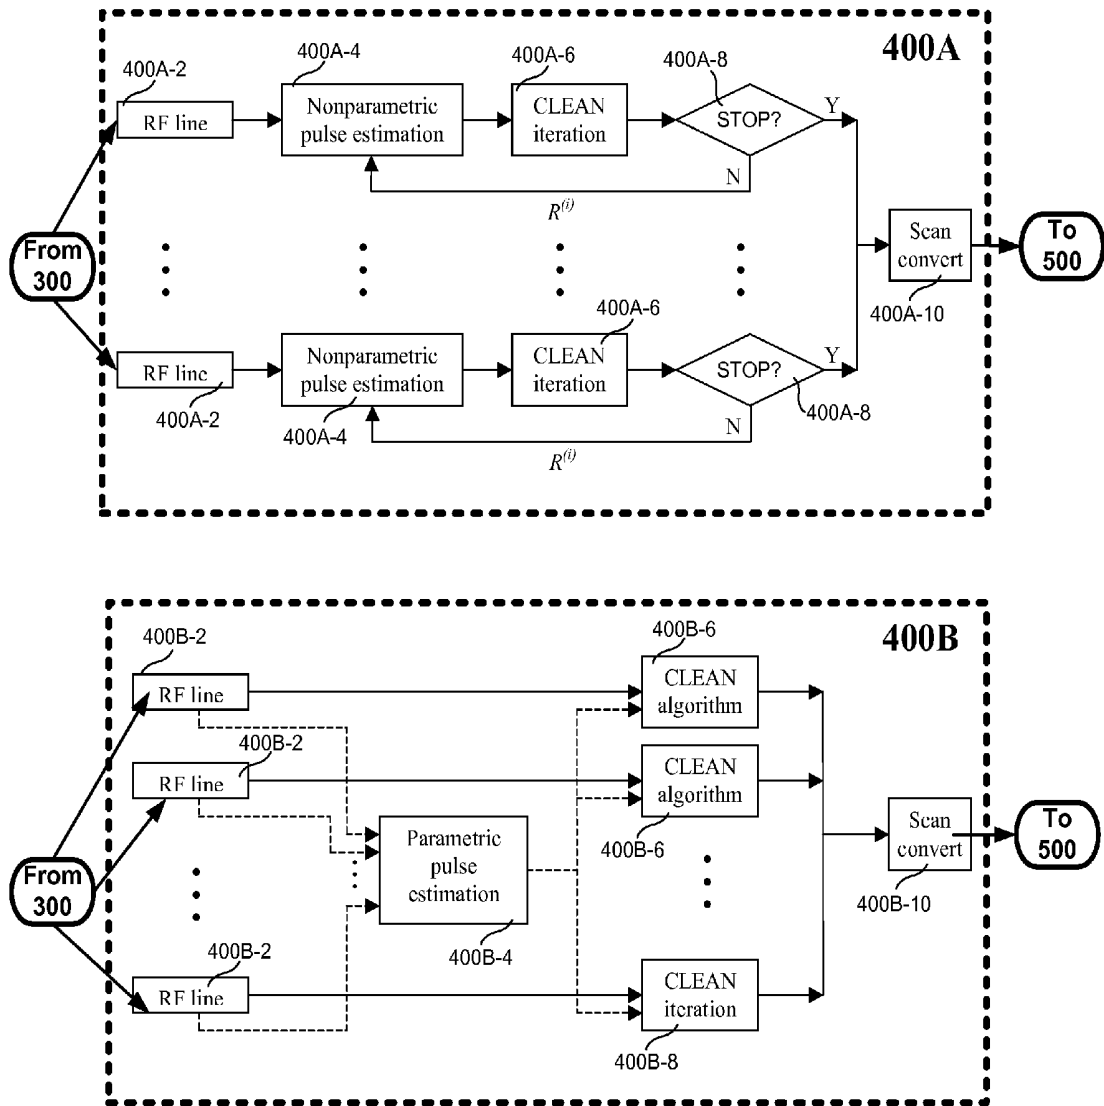 400A
400A-2
400A-4
400A-6
400A-8
RF line
Nonparametric
pulse estimation
CLEAN
iteration
STOP?
Y
N
R(i)
From
300
Scan
convert
400A-10
To
500
400A-6
RF line
400A-2
Nonparametric
pulse estimation
400A-4
CLEAN
iteration
STOP?
Y
400A-8
N
R(i)
400B
400B-2
RF line
400B-6
CLEAN
algorithm
400B-2
RF line
CLEAN
algorithm
400B-6
Parametric
pulse
estimation
400B-4
From
300
Scan
convert
400B-10
To
500
400B-2
RF line
CLEAN
iteration
400B-8